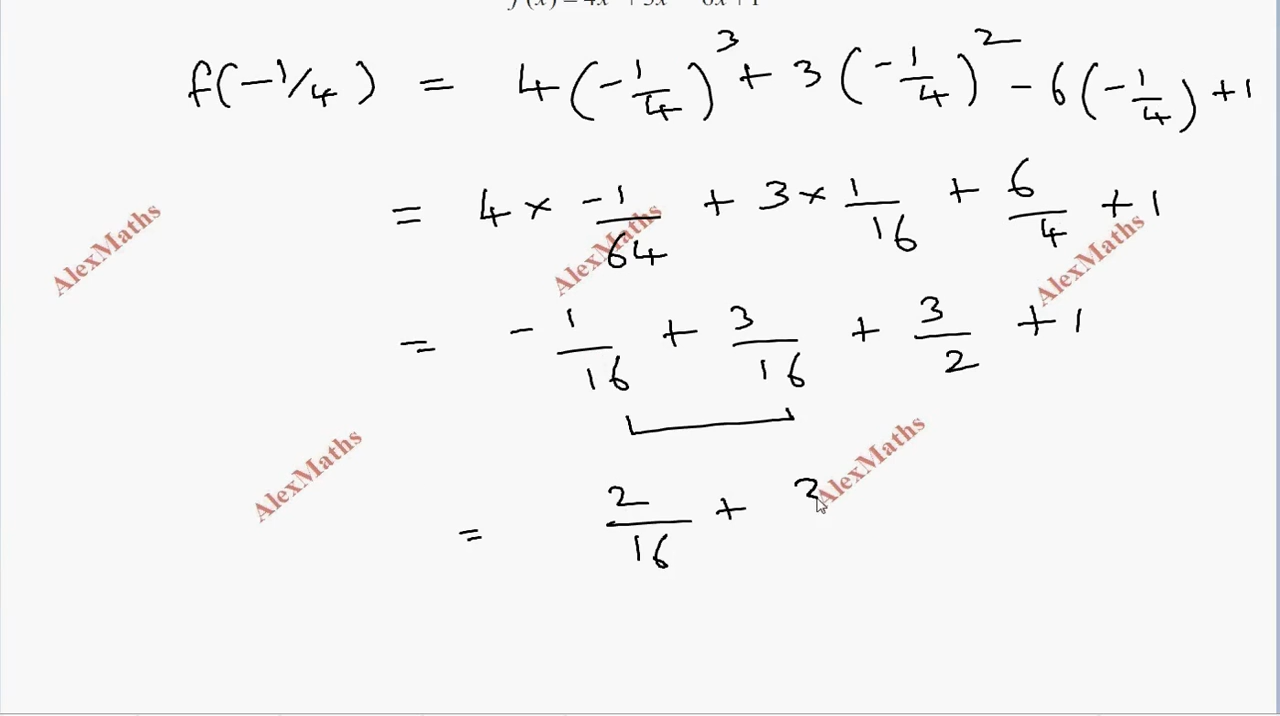 f(-1/4) = 4(-1/4)^3 + 3(-1/4)^2 - 6(-1/4) + 1
= 4 × -1/64 + 3 × 1/16 + 6/4 + 1
= -1/16 + 3/16 + 3/2 + 1
= 2/16 + 3
AlexMaths
AlexMaths
AlexMaths
AlexMaths
AlexMaths